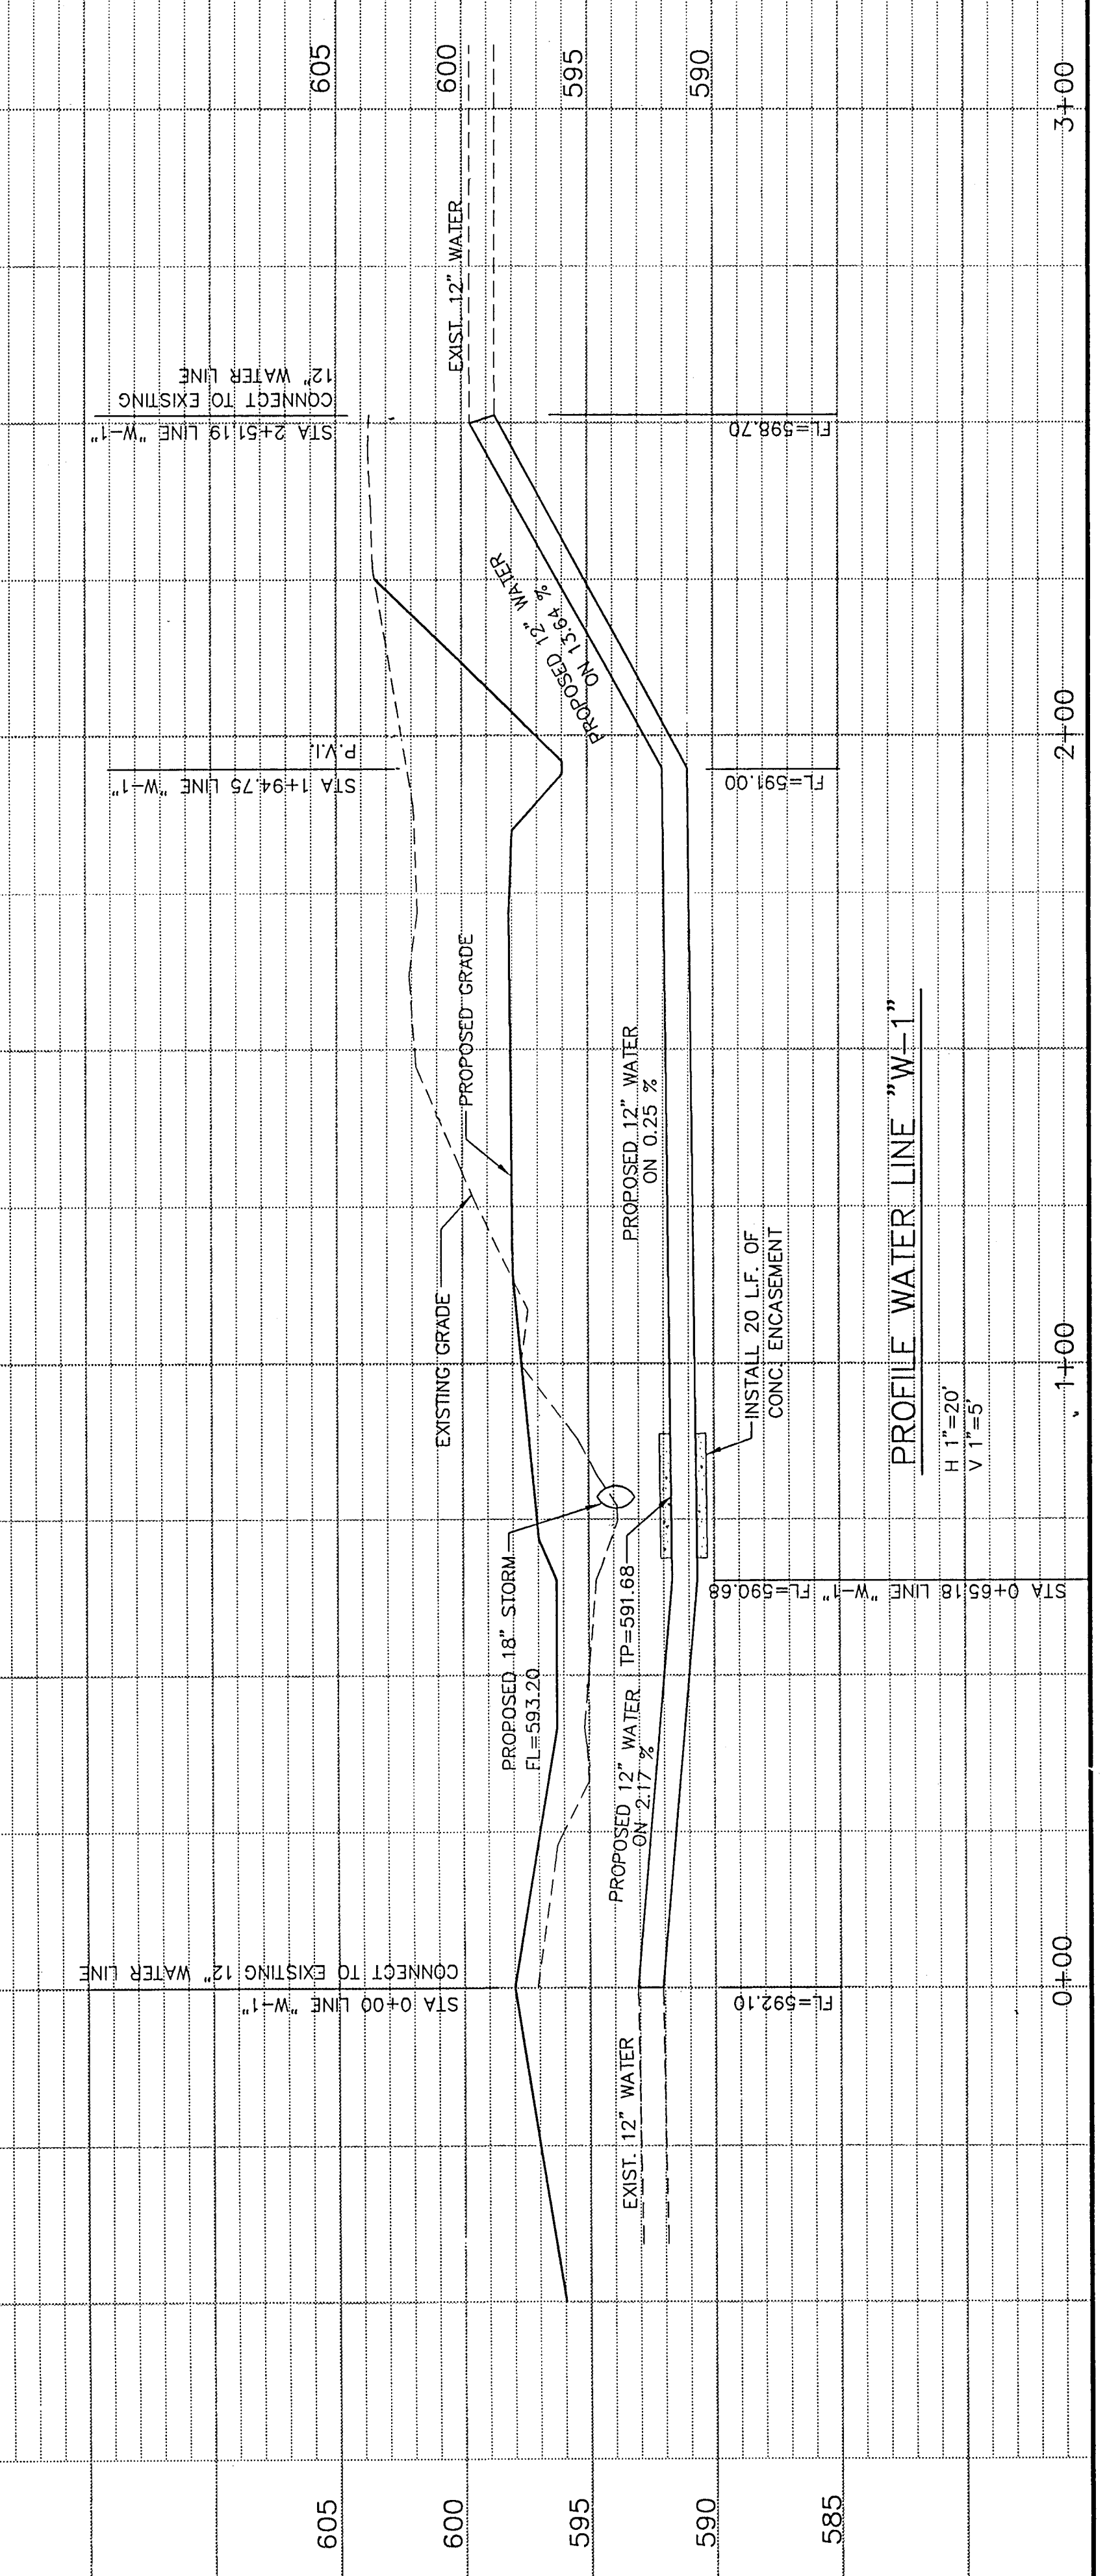 605
600
595
590
585
605
600
595
590
STA 0+00 LINE "W-1"
CONNECT TO EXISTING 12" WATER LINE
EXIST. 12" WATER
FL=592.10
PROPOSED 12" WATER
ON 2.17 %
PROPOSED 18" STORM
FL=593.20
TP=591.68
STA 0+65.18 LINE "W-1" FL=590.68
EXISTING GRADE
PROPOSED GRADE
INSTALL 20 L.F. OF
CONC. ENCASEMENT
PROPOSED 12" WATER
ON 0.25 %
STA 1+94.75 LINE "W-1"
P.V.I.
FL=591.00
PROPOSED 12" WATER
ON 13.64 %
STA 2+51.19 LINE "W-1"
CONNECT TO EXISTING
12" WATER LINE
FL=598.70
EXIST. 12" WATER
PROFILE WATER LINE "W-1"
H 1"=20'
V 1"=5'
0+00
1+00
2+00
3+00